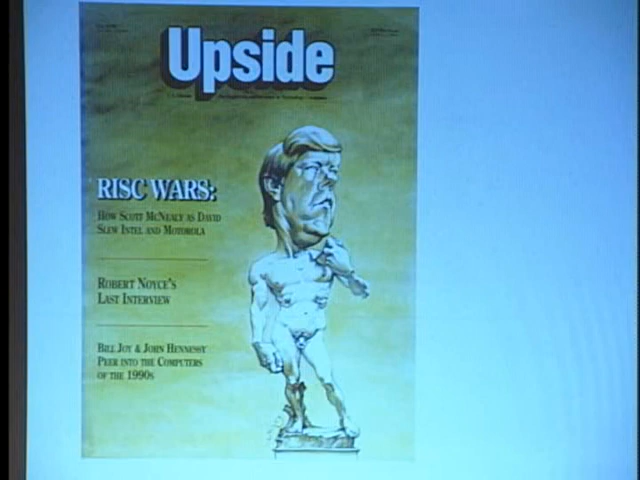 Upside
RISC WARS:
HOW SCOTT MCNEALY AS DAVID
SLEW INTEL AND MOTOROLA
ROBERT NOYCE'S
LAST INTERVIEW
BILL JOY & JOHN HENNESSY
PEER INTO THE COMPUTERS
OF THE 1990S